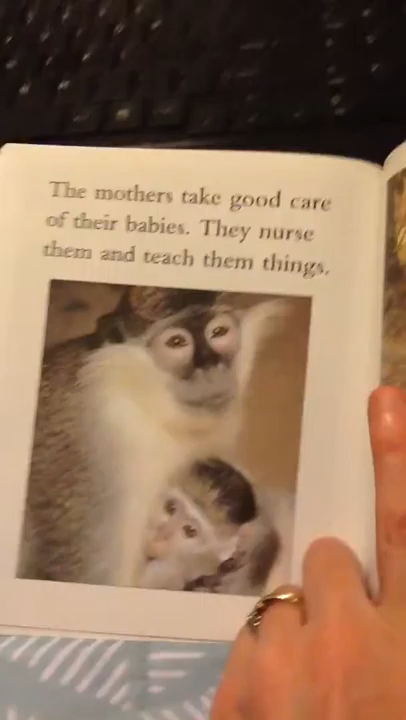 The mothers take good care
of their babies. They nurse
them and teach them things.